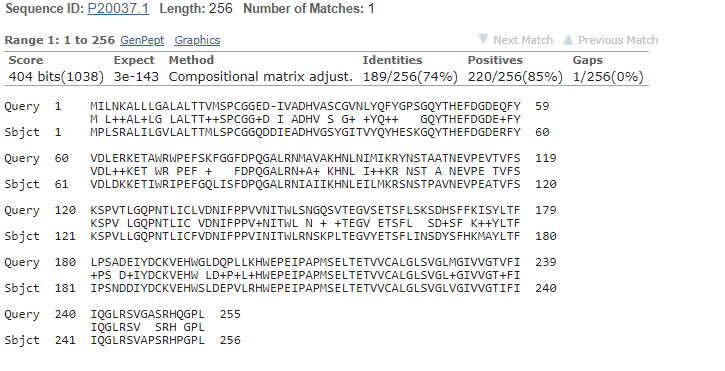 Sequence ID: P20037.1 Length: 256 Number of Matches: 1
Range 1: 1 to 256 GenPept Graphics Next Match Previous Match
Score Expect Method Identities Positives Gaps
404 bits(1038) 3e-143 Compositional matrix adjust. 189/256(74%) 220/256(85%) 1/256(0%)
Query 1 MILNKALLLGALALTTVMSPCGGED-IVADHVASCGVNLYQFYGPSGQYTHEFDGDEQFY 59
M L++AL+LG LALTT++SPCGG+D I ADHV S G+ +YQ++ GQYTHEFDGDE+FY
Sbjct 1 MPLSRALILGVLALTTMLSPCGGQDDIEADHVGSYGITVYQYHESKGQYTHEFDGDERFY 60
Query 60 VDLERKETAWRWPEFSKFGGFDPQGALRNMAVAKHNLNIMIKRYNSTAATNEVPEVTVFS 119
VDL++KET WR PEF + FDPQGALRN+A+ KHNL I++KR NST A NEVPE TVFS
Sbjct 61 VDLDKKETIWRIPEFGQLISFDPQGALRNIAIIKHNLEILMKRSNSTPAVNEVPEATVFS 120
Query 120 KSPVTLGQPNTLICLVDNIFPPVVNITWLSNGQSVTEGVSETSFLSKSDHSFFKISYLTF 179
KSPV LGQPNTLIC VDNIFPPV+NITWL N + +TEGV ETSFL SD+SF K++YLTF
Sbjct 121 KSPVLLGQPNTLICFVDNIFPPVINITWLRNSKPLTEGVYETSFLINSDYSFHKMAYLTF 180
Query 180 LPSADEIYDCKVEHWGLDQPLLKHWEPEIPAPMSELTETVVCALGLSVGLMGIVVGTVFI 239
+PS D+IYDCKVEHW LD+P+L+HWEPEIPAPMSELTETVVCALGLSVGL+GIVVGT+FI
Sbjct 181 IPSNDDIYDCKVEHWSLDEPVLRHWEPEIPAPMSELTETVVCALGLSVGLVGIVVGTIFI 240
Query 240 IQGLRSVGASRHQGPL 255
IQGLRSV SRH GPL
Sbjct 241 IQGLRSVAPSRHPGPL 256